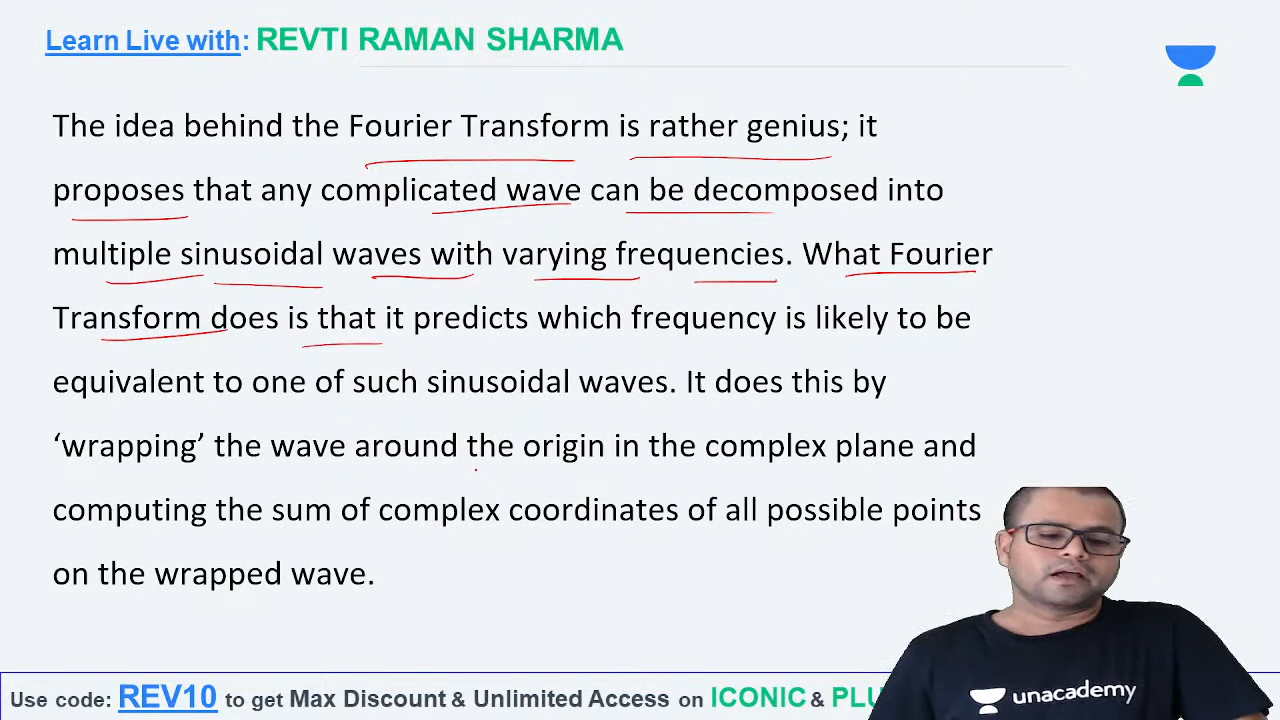 Learn Live with: REVTI RAMAN SHARMA
The idea behind the Fourier Transform is rather genius; it
proposes that any complicated wave can be decomposed into
multiple sinusoidal waves with varying frequencies. What Fourier
Transform does is that it predicts which frequency is likely to be
equivalent to one of such sinusoidal waves. It does this by
‘wrapping’ the wave around the origin in the complex plane and
computing the sum of complex coordinates of all possible points
on the wrapped wave.
unacademy
Use code: REV10 to get Max Discount & Unlimited Access on ICONIC & PLU